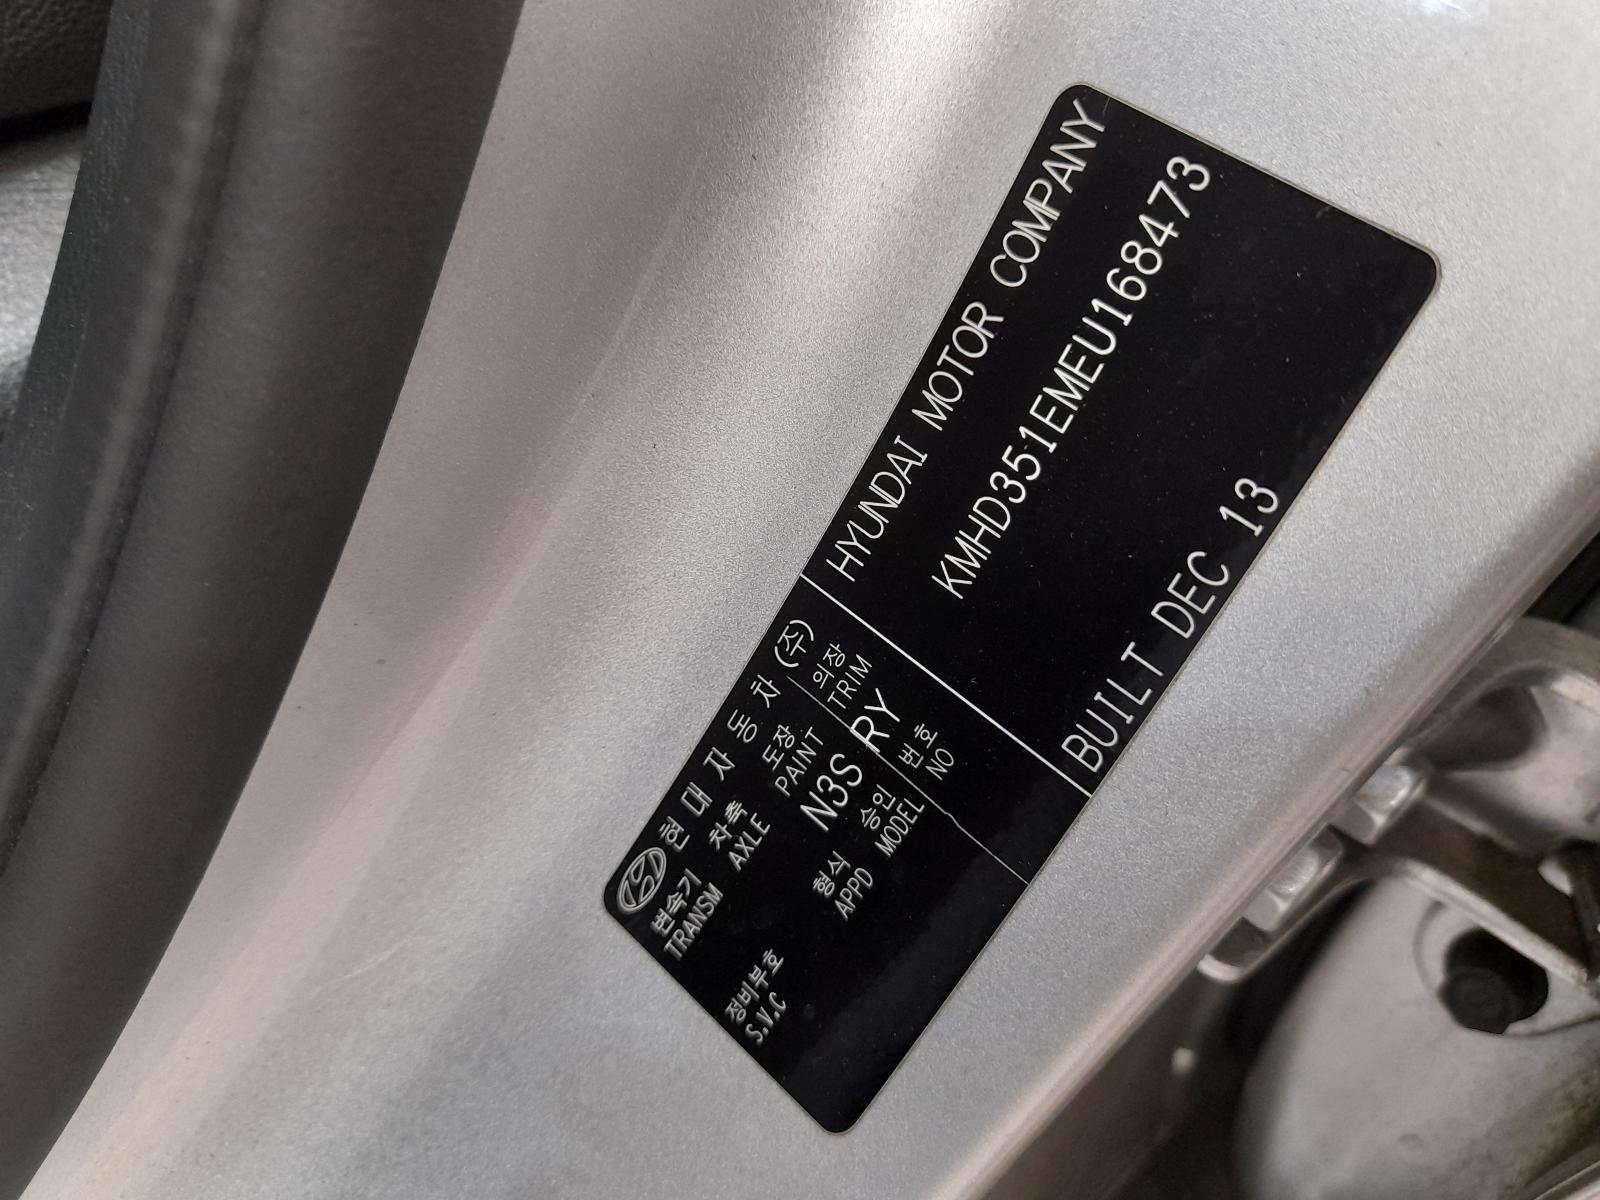 현대자동차 (주)
HYUNDAI MOTOR COMPANY
변속기 차축 도장 의장
TRANSM AXLE PAINT TRIM
N3S RY
정비부호 형식 승인 번호
S.V.C APPD MODEL NO
KMHD351EMEU168473
BUILT DEC 13